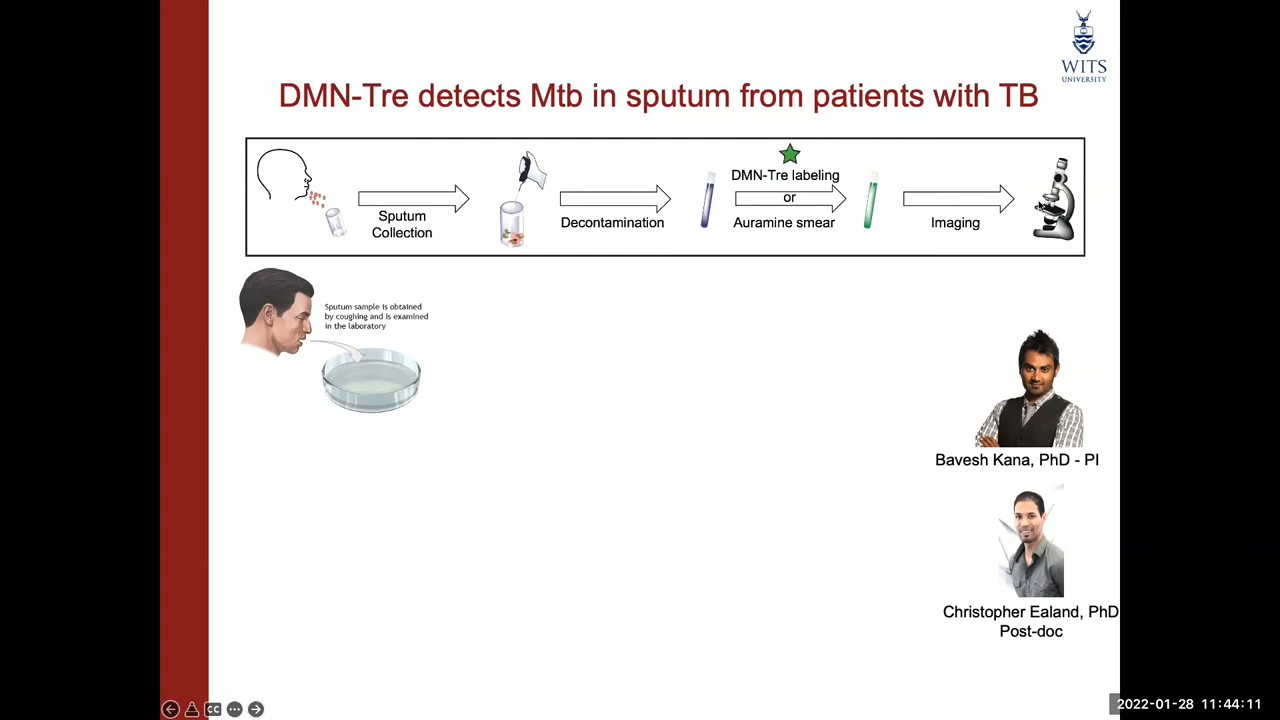 WITS
UNIVERSITY
DMN-Tre detects Mtb in sputum from patients with TB
Sputum
Collection
Decontamination
DMN-Tre labeling
or
Auramine smear
Imaging
Sputum sample is obtained
by coughing and is examined
in the laboratory
Bavesh Kana, PhD - PI
Christopher Ealand, PhD
Post-doc
CC
2022-01-28 11:44:11